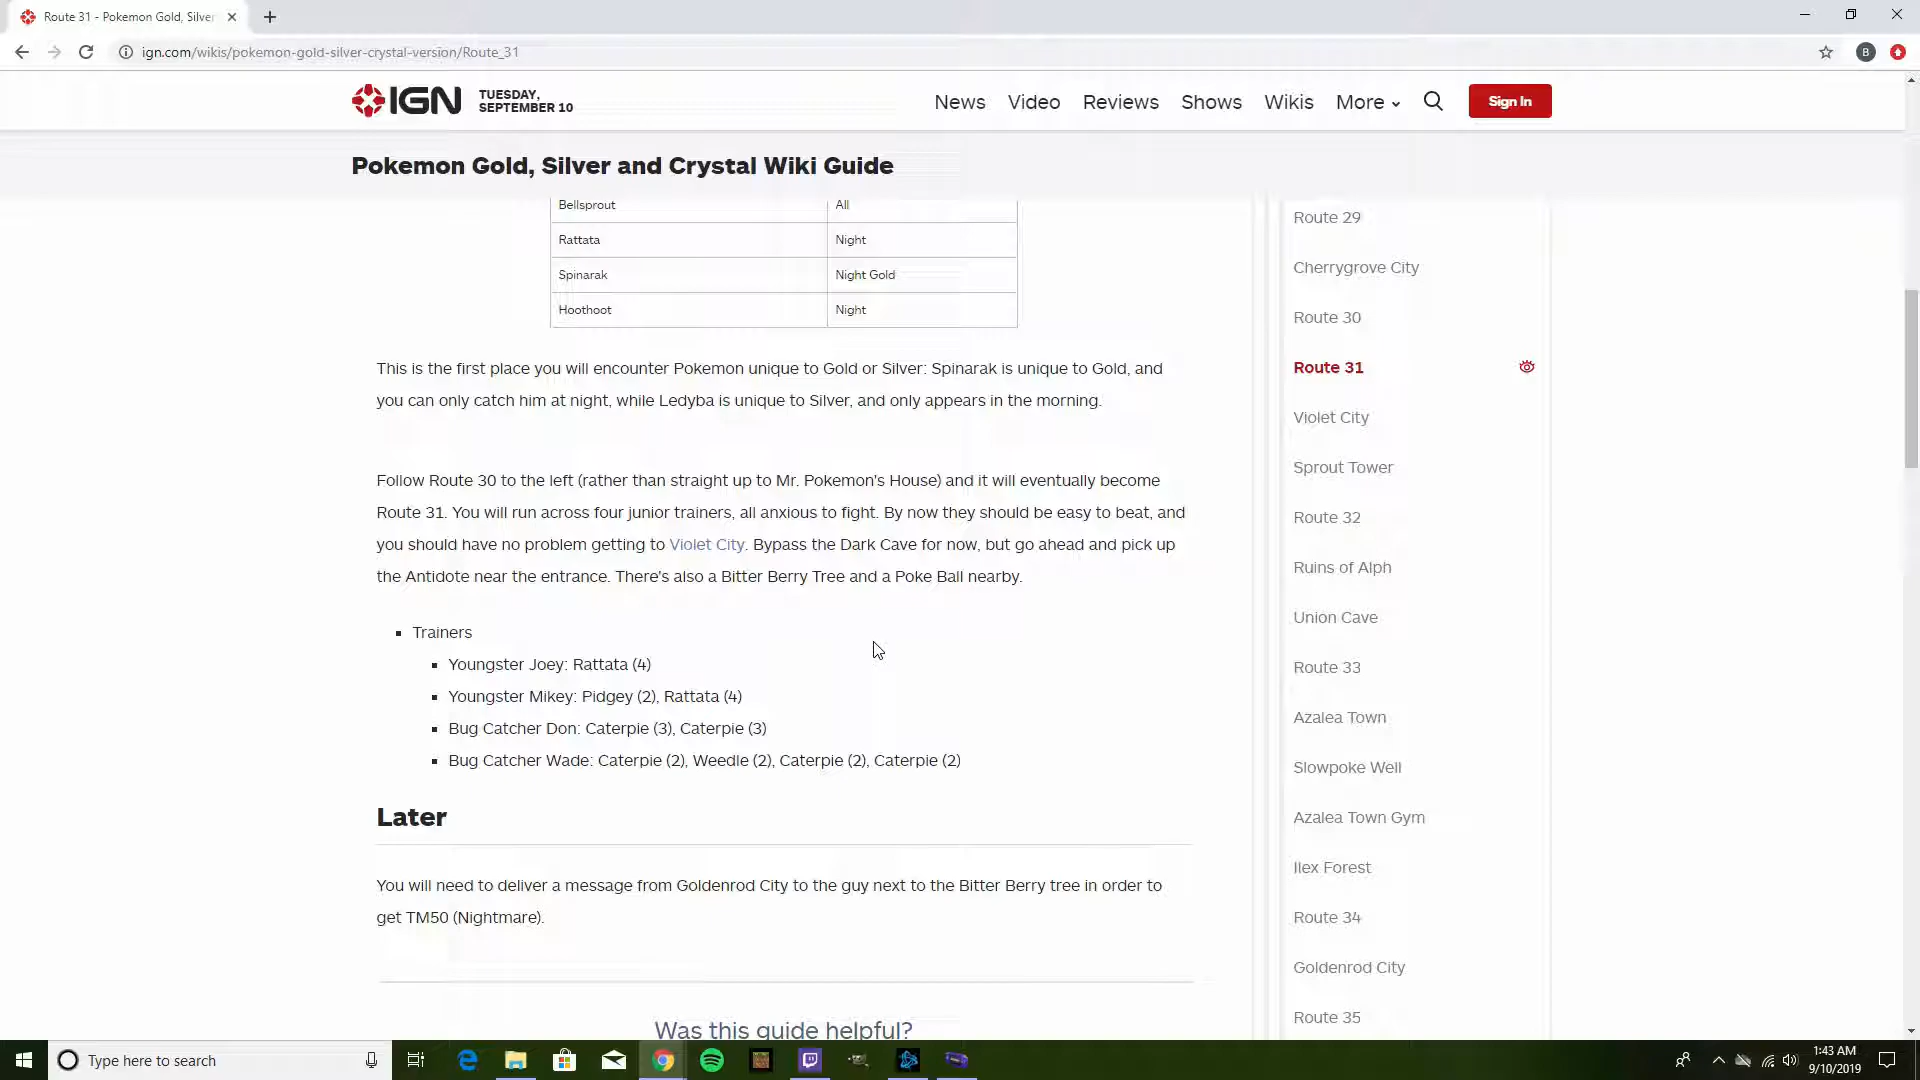 Route 31 - Pokemon Gold, Silver
ign.com/wikis/pokemon-gold-silver-crystal-version/Route_31
B
IGN
TUESDAY,
SEPTEMBER 10
News Video Reviews Shows Wikis More
Sign In
Pokemon Gold, Silver and Crystal Wiki Guide
Bellsprout All
Rattata Night
Spinarak Night Gold
Hoothoot Night
This is the first place you will encounter Pokemon unique to Gold or Silver: Spinarak is unique to Gold, and
you can only catch him at night, while Ledyba is unique to Silver, and only appears in the morning.
Follow Route 30 to the left (rather than straight up to Mr. Pokemon's House) and it will eventually become
Route 31. You will run across four junior trainers, all anxious to fight. By now they should be easy to beat, and
you should have no problem getting to Violet City. Bypass the Dark Cave for now, but go ahead and pick up
the Antidote near the entrance. There's also a Bitter Berry Tree and a Poke Ball nearby.
Trainers
Youngster Joey: Rattata (4)
Youngster Mikey: Pidgey (2), Rattata (4)
Bug Catcher Don: Caterpie (3), Caterpie (3)
Bug Catcher Wade: Caterpie (2), Weedle (2), Caterpie (2), Caterpie (2)
Later
You will need to deliver a message from Goldenrod City to the guy next to the Bitter Berry tree in order to
get TM50 (Nightmare).
Was this guide helpful?
Route 29
Cherrygrove City
Route 30
Route 31
Violet City
Sprout Tower
Route 32
Ruins of Alph
Union Cave
Route 33
Azalea Town
Slowpoke Well
Azalea Town Gym
Ilex Forest
Route 34
Goldenrod City
Route 35
Type here to search
1:43 AM
9/10/2019